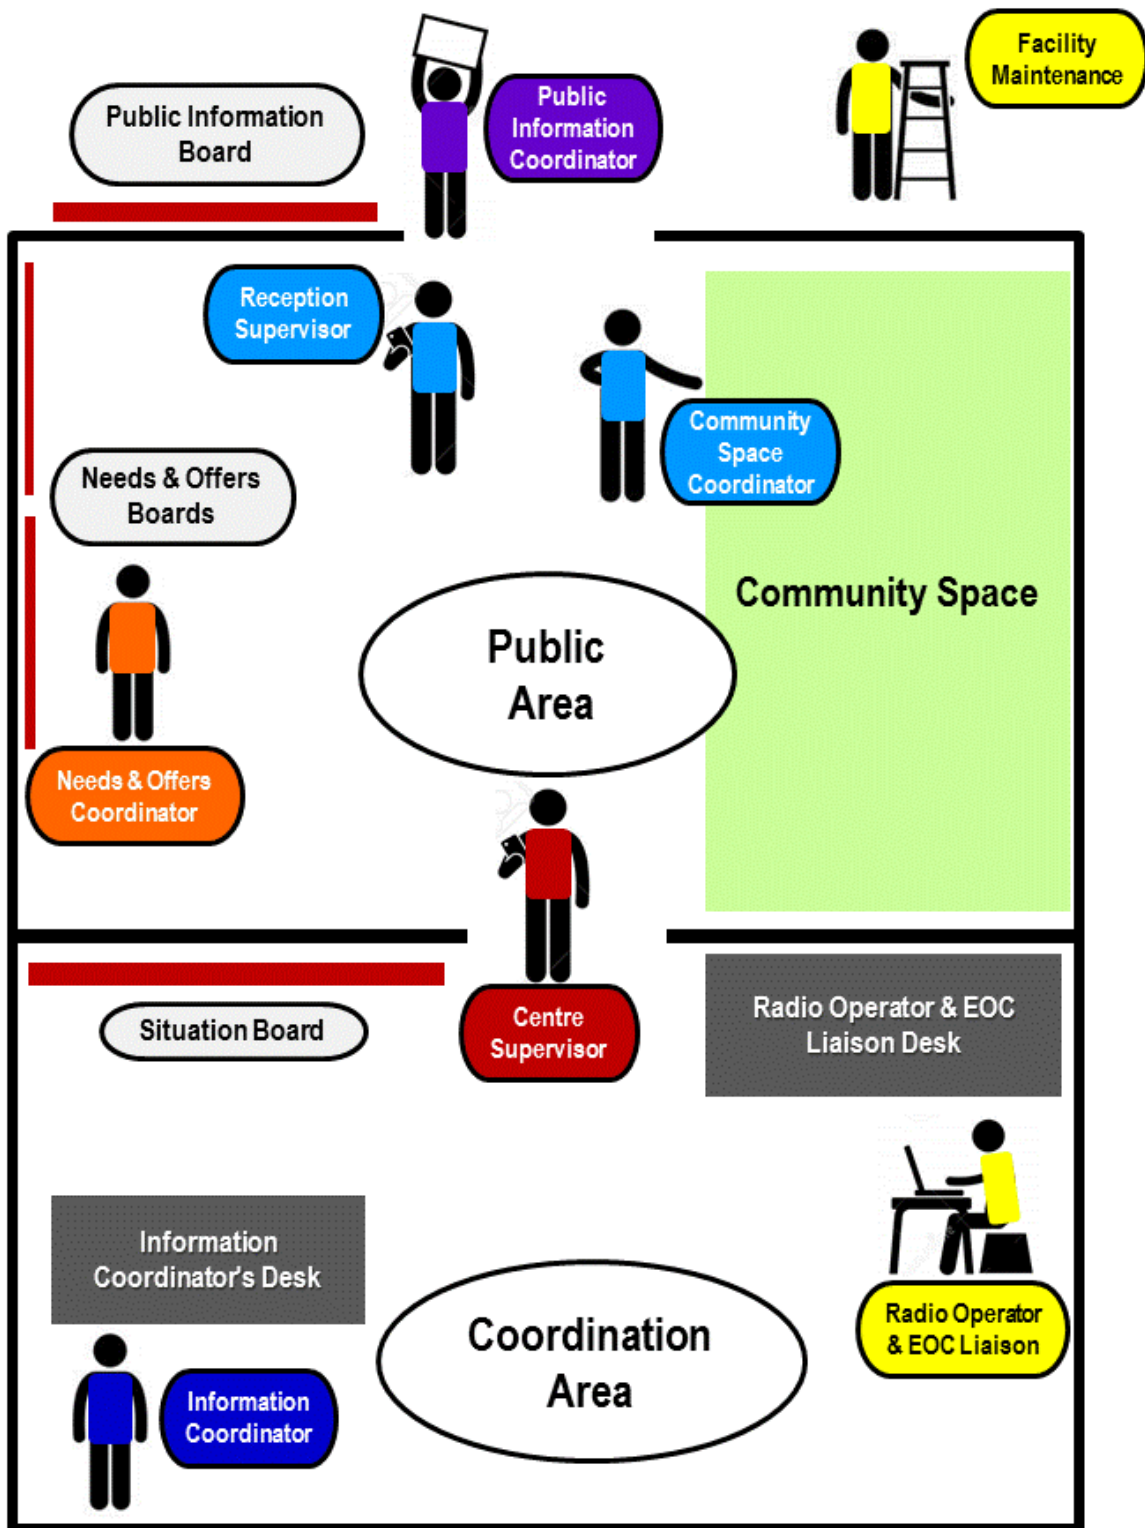 Facility
Maintenance
Public Information
Board
Public
Information
Coordinator
Reception
Supervisor
Community
Space
Coordinator
Needs & Offers
Boards
Community Space
Public
Area
Needs & Offers
Coordinator
Situation Board
Centre
Supervisor
Radio Operator & EOC
Liaison Desk
Information
Coordinator's Desk
Radio Operator
& EOC Liaison
Coordination
Area
Information
Coordinator